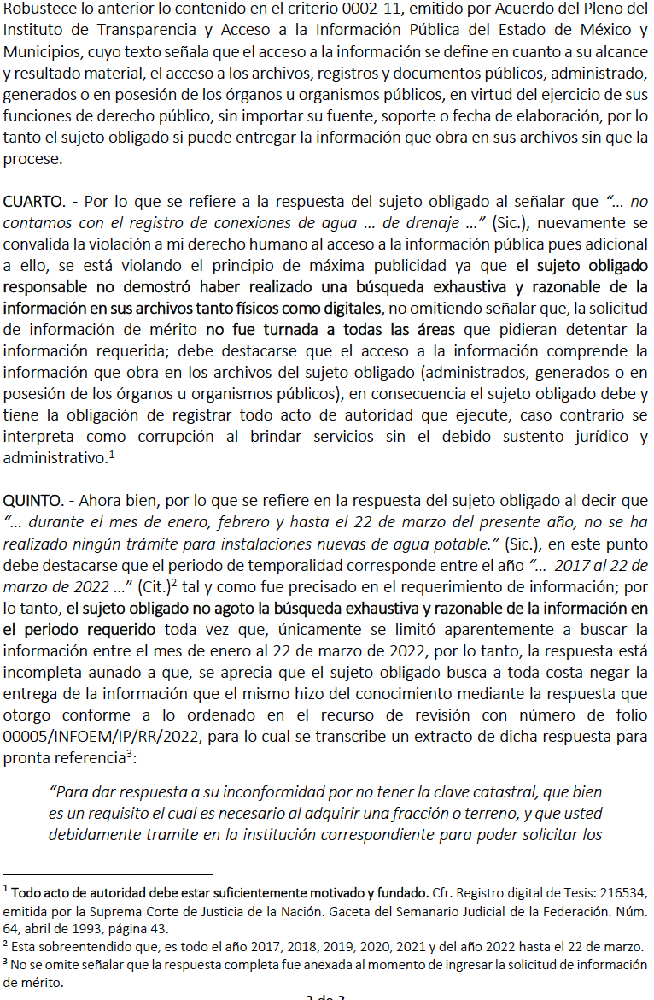 Robustece lo anterior lo contenido en el criterio 0002-11, emitido por Acuerdo del Pleno del
Instituto de Transparencia y Acceso a la Información Pública del Estado de México y
Municipios, cuyo texto señala que el acceso a la información se define en cuanto a su alcance
y resultado material, el acceso a los archivos, registros y documentos públicos, administrado,
generados o en posesión de los órganos u organismos públicos, en virtud del ejercicio de sus
funciones de derecho público, sin importar su fuente, soporte o fecha de elaboración, por lo
tanto el sujeto obligado si puede entregar la información que obra en sus archivos sin que la
procese.
CUARTO. - Por lo que se refiere a la respuesta del sujeto obligado al señalar que “… no
contamos con el registro de conexiones de agua … de drenaje …” (Sic.), nuevamente se
convalida la violación a mi derecho humano al acceso a la información pública pues adicional
a ello, se está violando el principio de máxima publicidad ya que el sujeto obligado
responsable no demostró haber realizado una búsqueda exhaustiva y razonable de la
información en sus archivos tanto físicos como digitales, no omitiendo señalar que, la solicitud
de información de mérito no fue turnada a todas las áreas que pidieran detentar la
información requerida; debe destacarse que el acceso a la información comprende la
información que obra en los archivos del sujeto obligado (administrados, generados o en
posesión de los órganos u organismos públicos), en consecuencia el sujeto obligado debe y
tiene la obligación de registrar todo acto de autoridad que ejecute, caso contrario se
interpreta como corrupción al brindar servicios sin el debido sustento jurídico y
administrativo.1
QUINTO. - Ahora bien, por lo que se refiere en la respuesta del sujeto obligado al decir que
“… durante el mes de enero, febrero y hasta el 22 de marzo del presente año, no se ha
realizado ningún trámite para instalaciones nuevas de agua potable.” (Sic.), en este punto
debe destacarse que el periodo de temporalidad corresponde entre el año “… 2017 al 22 de
marzo de 2022 …” (Cit.)2 tal y como fue precisado en el requerimiento de información; por
lo tanto, el sujeto obligado no agoto la búsqueda exhaustiva y razonable de la información en
el periodo requerido toda vez que, únicamente se limitó aparentemente a buscar la
información entre el mes de enero al 22 de marzo de 2022, por lo tanto, la respuesta está
incompleta aunado a que, se aprecia que el sujeto obligado busca a toda costa negar la
entrega de la información que el mismo hizo del conocimiento mediante la respuesta que
otorgo conforme a lo ordenado en el recurso de revisión con número de folio
00005/INFOEM/IP/RR/2022, para lo cual se transcribe un extracto de dicha respuesta para
pronta referencia3:
“Para dar respuesta a su inconformidad por no tener la clave catastral, que bien
es un requisito el cual es necesario al adquirir una fracción o terreno, y que usted
debidamente tramite en la institución correspondiente para poder solicitar los
1 Todo acto de autoridad debe estar suficientemente motivado y fundado. Cfr. Registro digital de Tesis: 216534,
emitida por la Suprema Corte de Justicia de la Nación. Gaceta del Semanario Judicial de la Federación. Núm.
64, abril de 1993, página 43.
2 Esta sobreentendido que, es todo el año 2017, 2018, 2019, 2020, 2021 y del año 2022 hasta el 22 de marzo.
3 No se omite señalar que la respuesta completa fue anexada al momento de ingresar la solicitud de información
de mérito.
2 de 3